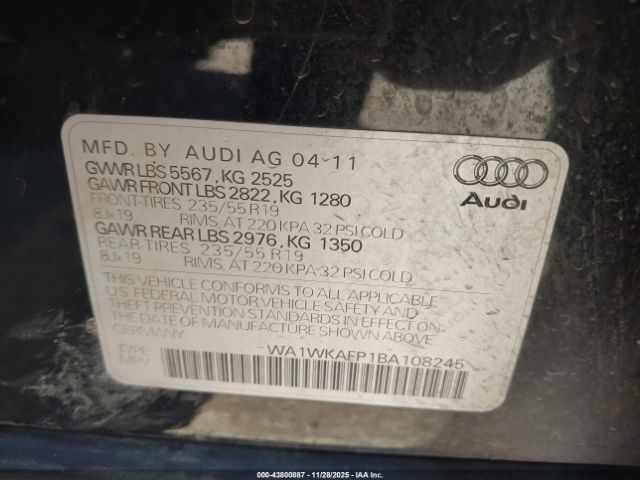 MFD. BY AUDI AG 04-11
GVWR LBS 5567, KG 2525
GAWR FRONT LBS 2822, KG 1280
FRONT-TIRES 235/55 R19
8Jx19 RIMS, AT 220 KPA 32 PSI COLD
GAWR REAR LBS 2976, KG 1350
REAR-TIRES 235/55 R19
8Jx19 RIMS, AT 220 KPA 32 PSI COLD
THIS VEHICLE CONFORMS TO ALL APPLICABLE
U.S. FEDERAL MOTOR VEHICLE SAFETY AND
THEFT PREVENTION STANDARDS IN EFFECT ON
THE DATE OF MANUFACTURE SHOWN ABOVE.
GERMANY
TYPE: MPV
WA1WKAFP1BA108245
Audi
000-43800887 - 11/28/2025 - IAA Inc.